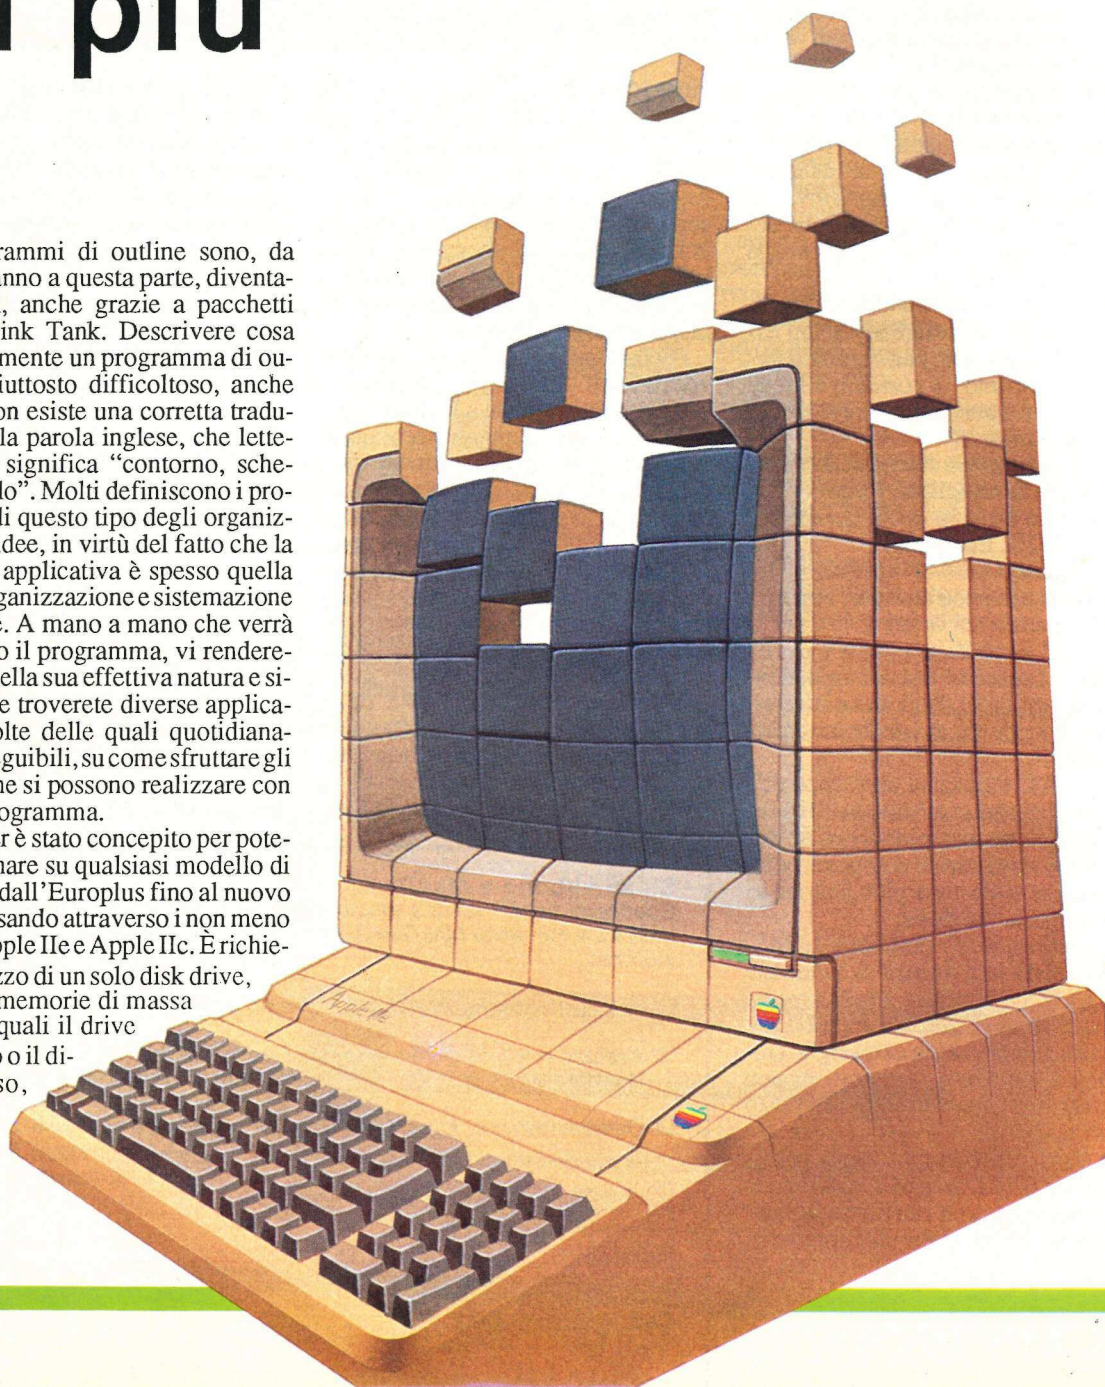 più
rammi di outline sono, da
anno a questa parte, diventa-
, anche grazie a pacchetti
ink Tank. Descrivere cosa
mente un programma di ou-
iuttosto difficoltoso, anche
on esiste una corretta tradu-
la parola inglese, che lette-
significa “contorno, sche-
lo”. Molti definiscono i pro-
di questo tipo degli organiz-
idee, in virtù del fatto che la
applicativa è spesso quella
ganizzazione e sistemazione
e. A mano a mano che verrà
o il programma, vi rendere-
ella sua effettiva natura e si-
e troverete diverse applica-
olte delle quali quotidiana-
guibili, su come sfruttare gli
ne si possono realizzare con
ogramma.
r è stato concepito per pote-
nare su qualsiasi modello di
dall'Europlus fino al nuovo
sando attraverso i non meno
pple IIe e Apple IIc. È richie-
zzo di un solo disk drive,
memorie di massa
quali il drive
o o il di-
so,
Apple IIe